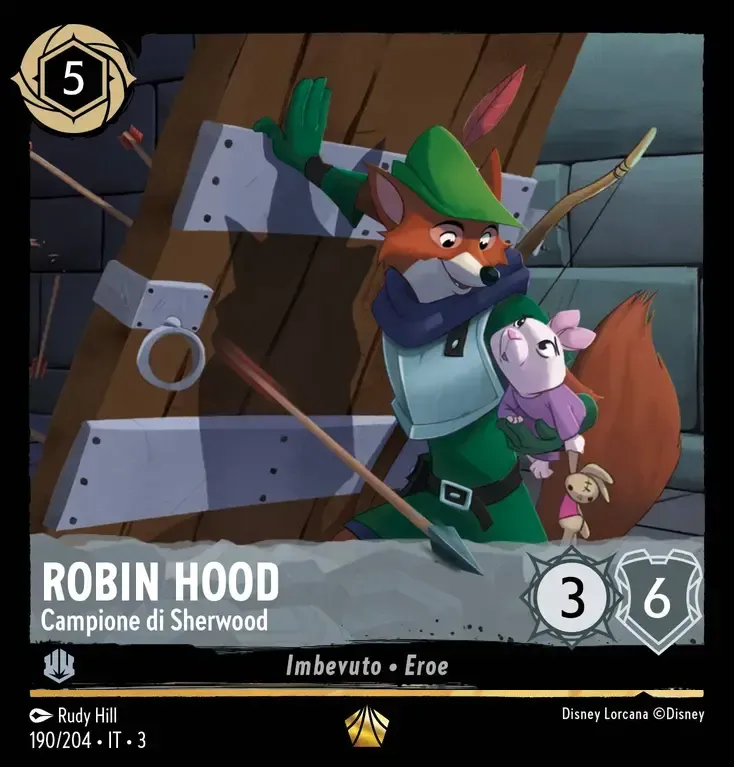 5
ROBIN HOOD
Campione di Sherwood
3
6
Imbevuto • Eroe
Rudy Hill
Disney Lorcana ©Disney
190/204 • IT • 3